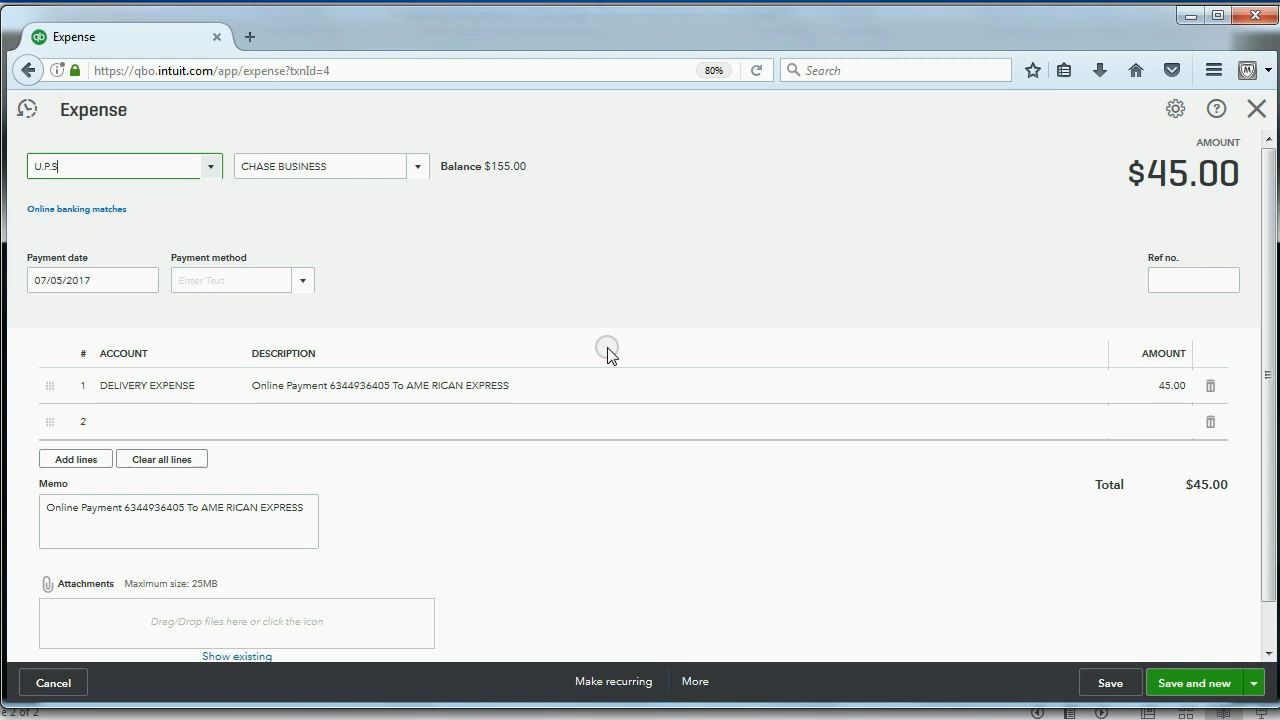 Expense
https://qbo.intuit.com/app/expense?txnId=4
80%
Search
Expense
AMOUNT
$45.00
U.P.S
CHASE BUSINESS
Balance $155.00
Online banking matches
Payment date
Payment method
Ref no.
07/05/2017
Enter Text
# ACCOUNT DESCRIPTION AMOUNT
1 DELIVERY EXPENSE Online Payment 6344936405 To AME RICAN EXPRESS 45.00
2
Add lines
Clear all lines
Memo
Total $45.00
Online Payment 6344936405 To AME RICAN EXPRESS
Attachments Maximum size: 25MB
Drag/Drop files here or click the icon
Show existing
Cancel
Make recurring
More
Save
Save and new
e 2 of 2